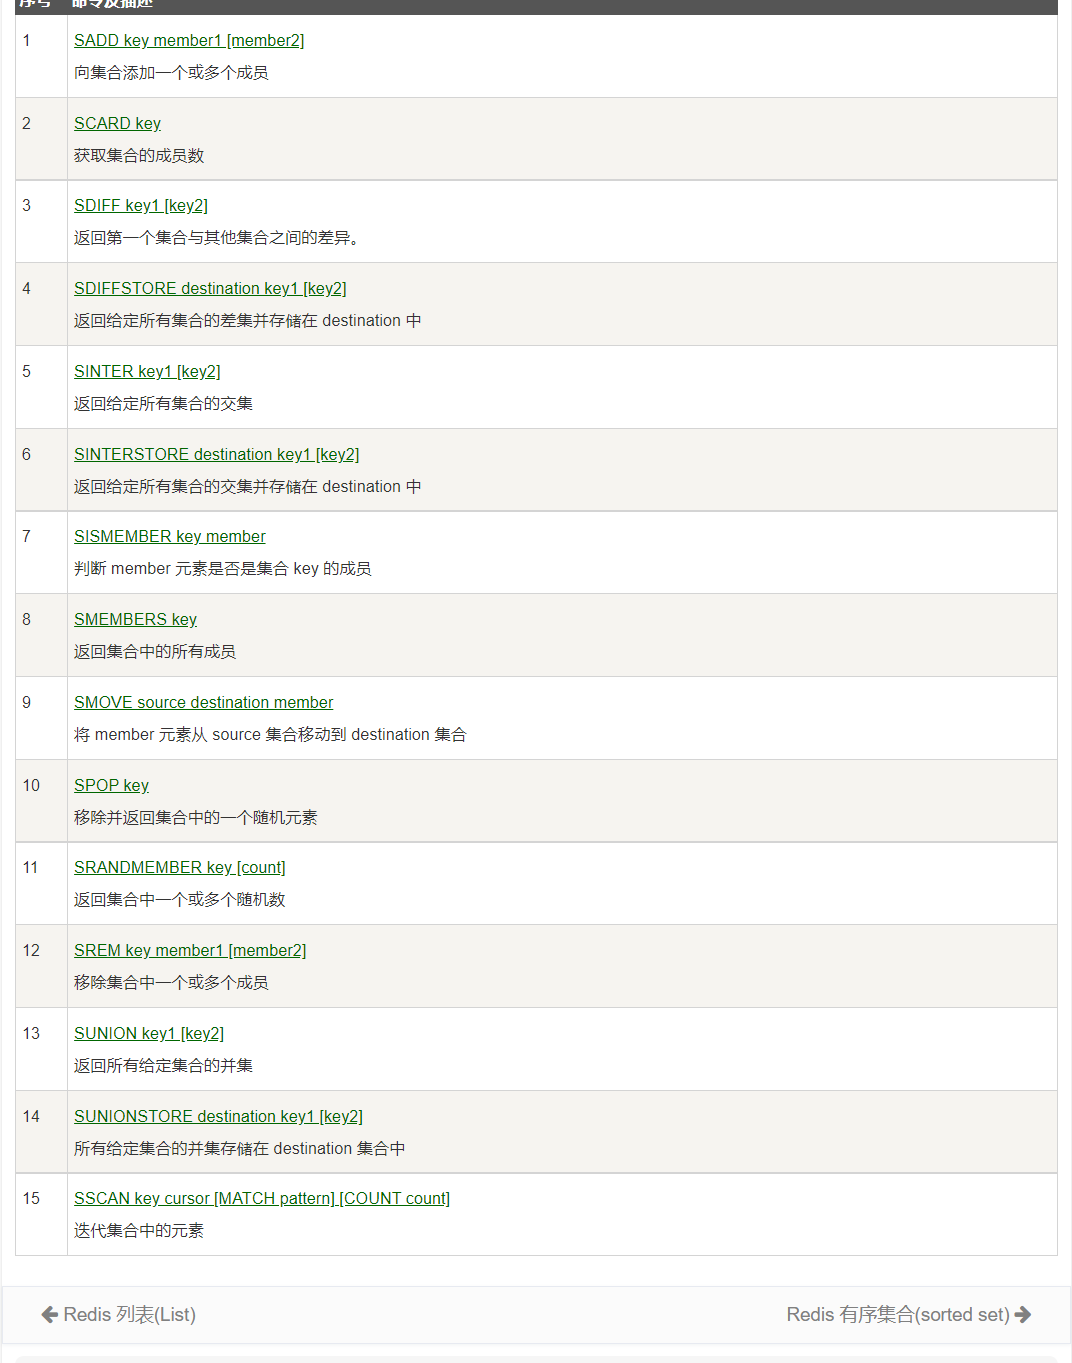 序号 命令及描述
1 SADD key member1 [member2]
向集合添加一个或多个成员
2 SCARD key
获取集合的成员数
3 SDIFF key1 [key2]
返回第一个集合与其他集合之间的差异。
4 SDIFFSTORE destination key1 [key2]
返回给定所有集合的差集并存储在 destination 中
5 SINTER key1 [key2]
返回给定所有集合的交集
6 SINTERSTORE destination key1 [key2]
返回给定所有集合的交集并存储在 destination 中
7 SISMEMBER key member
判断 member 元素是否是集合 key 的成员
8 SMEMBERS key
返回集合中的所有成员
9 SMOVE source destination member
将 member 元素从 source 集合移动到 destination 集合
10 SPOP key
移除并返回集合中的一个随机元素
11 SRANDMEMBER key [count]
返回集合中一个或多个随机数
12 SREM key member1 [member2]
移除集合中一个或多个成员
13 SUNION key1 [key2]
返回所有给定集合的并集
14 SUNIONSTORE destination key1 [key2]
所有给定集合的并集存储在 destination 集合中
15 SSCAN key cursor [MATCH pattern] [COUNT count]
迭代集合中的元素
Redis 列表(List) Redis 有序集合(sorted set)